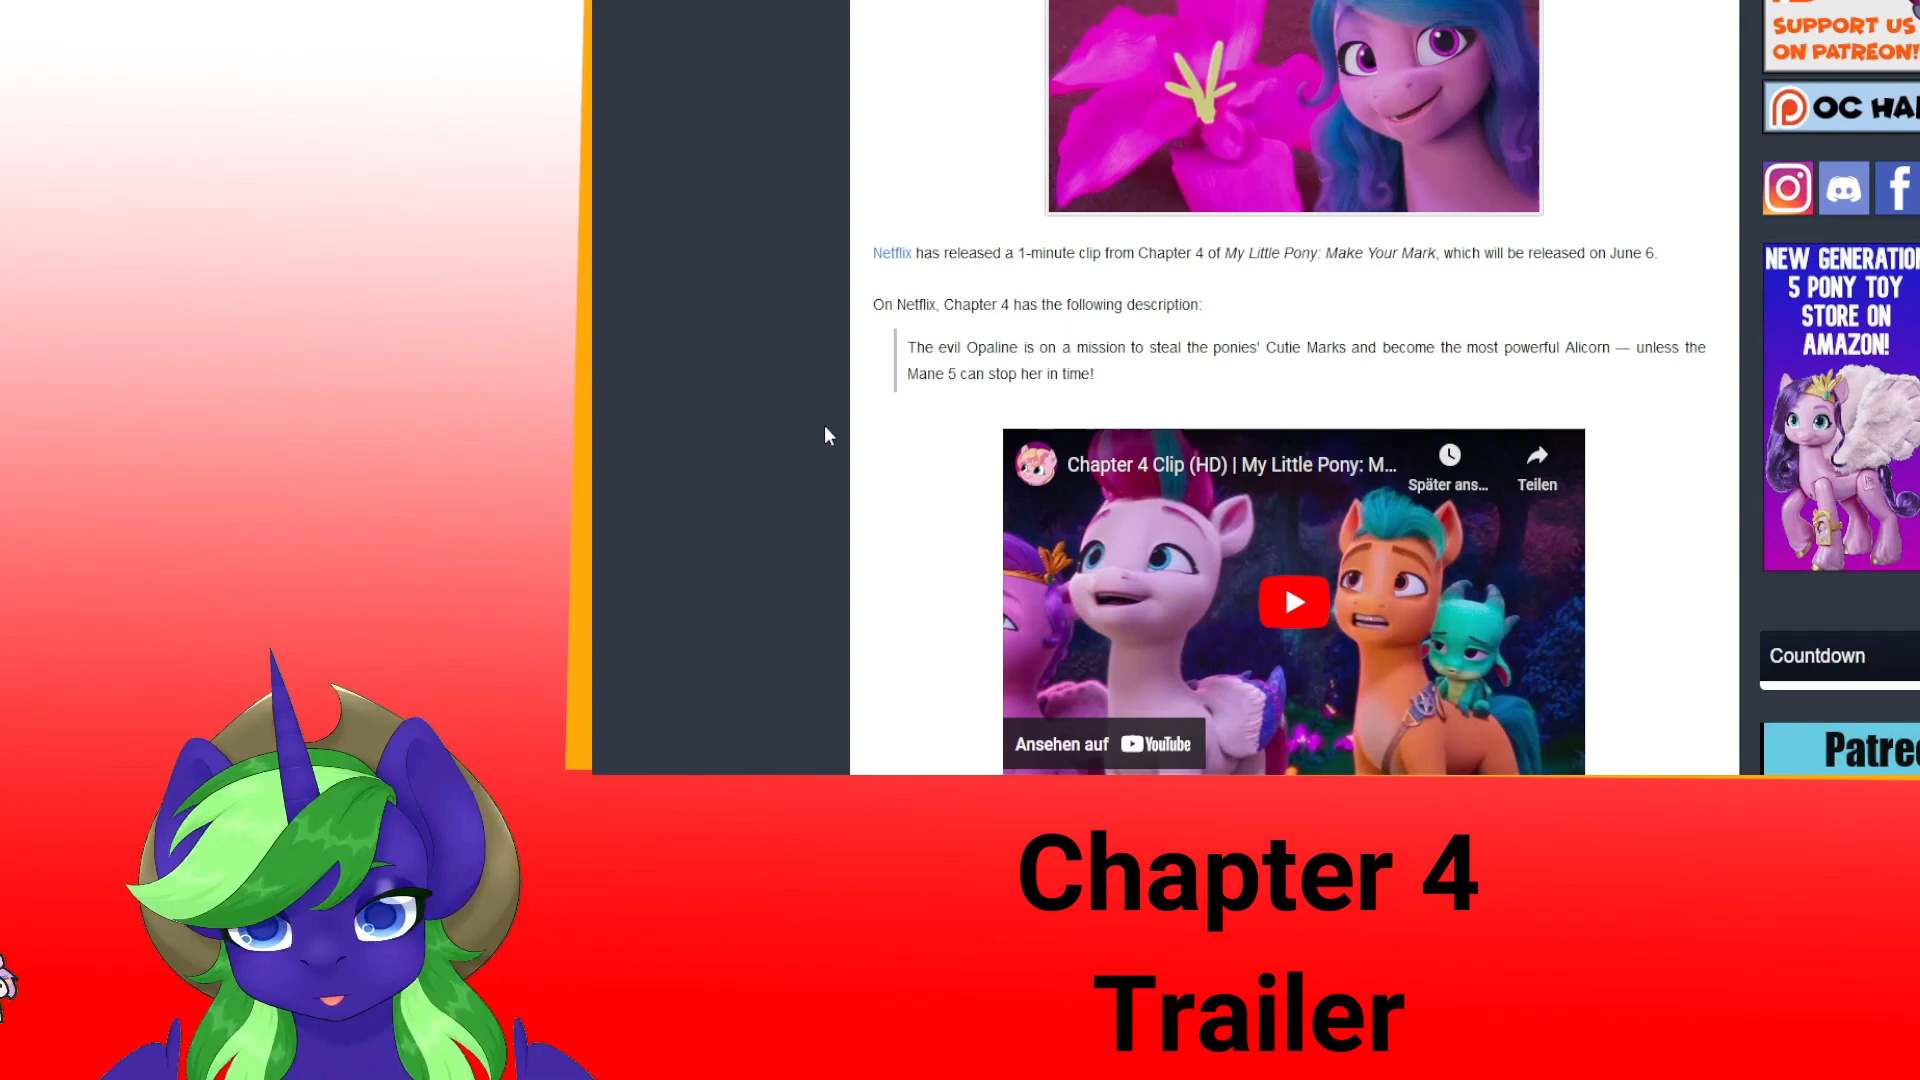 SUPPORT US
ON PATREON!
OC HA
Netflix has released a 1-minute clip from Chapter 4 of My Little Pony: Make Your Mark, which will be released on June 6.
On Netflix, Chapter 4 has the following description:
The evil Opaline is on a mission to steal the ponies' Cutie Marks and become the most powerful Alicorn — unless the
Mane 5 can stop her in time!
NEW GENERATION
5 PONY TOY
STORE ON
AMAZON!
Chapter 4 Clip (HD) | My Little Pony: M...
Später ans...
Teilen
Ansehen auf YouTube
Countdown
Patre
Chapter 4
Trailer